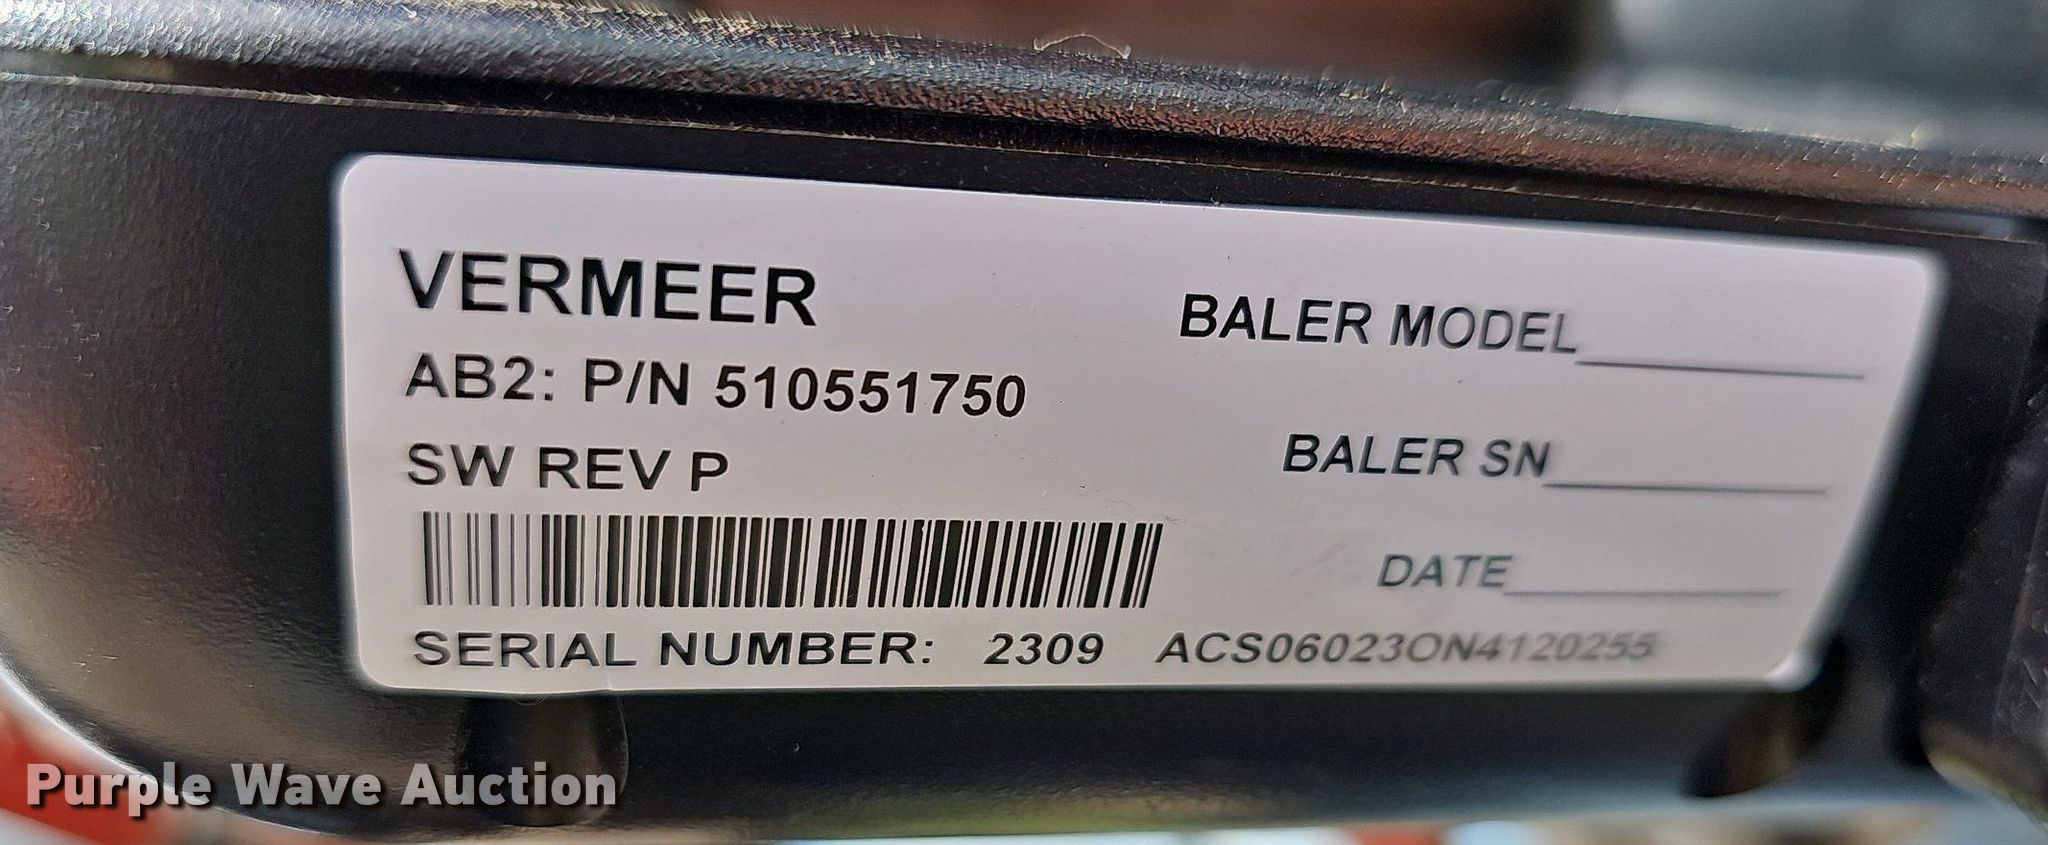 VERMEER
AB2: P/N 510551750
SW REV P
SERIAL NUMBER: 2309 ACS06023ON4120255
BALER MODEL
BALER SN
DATE
Purple Wave Auction